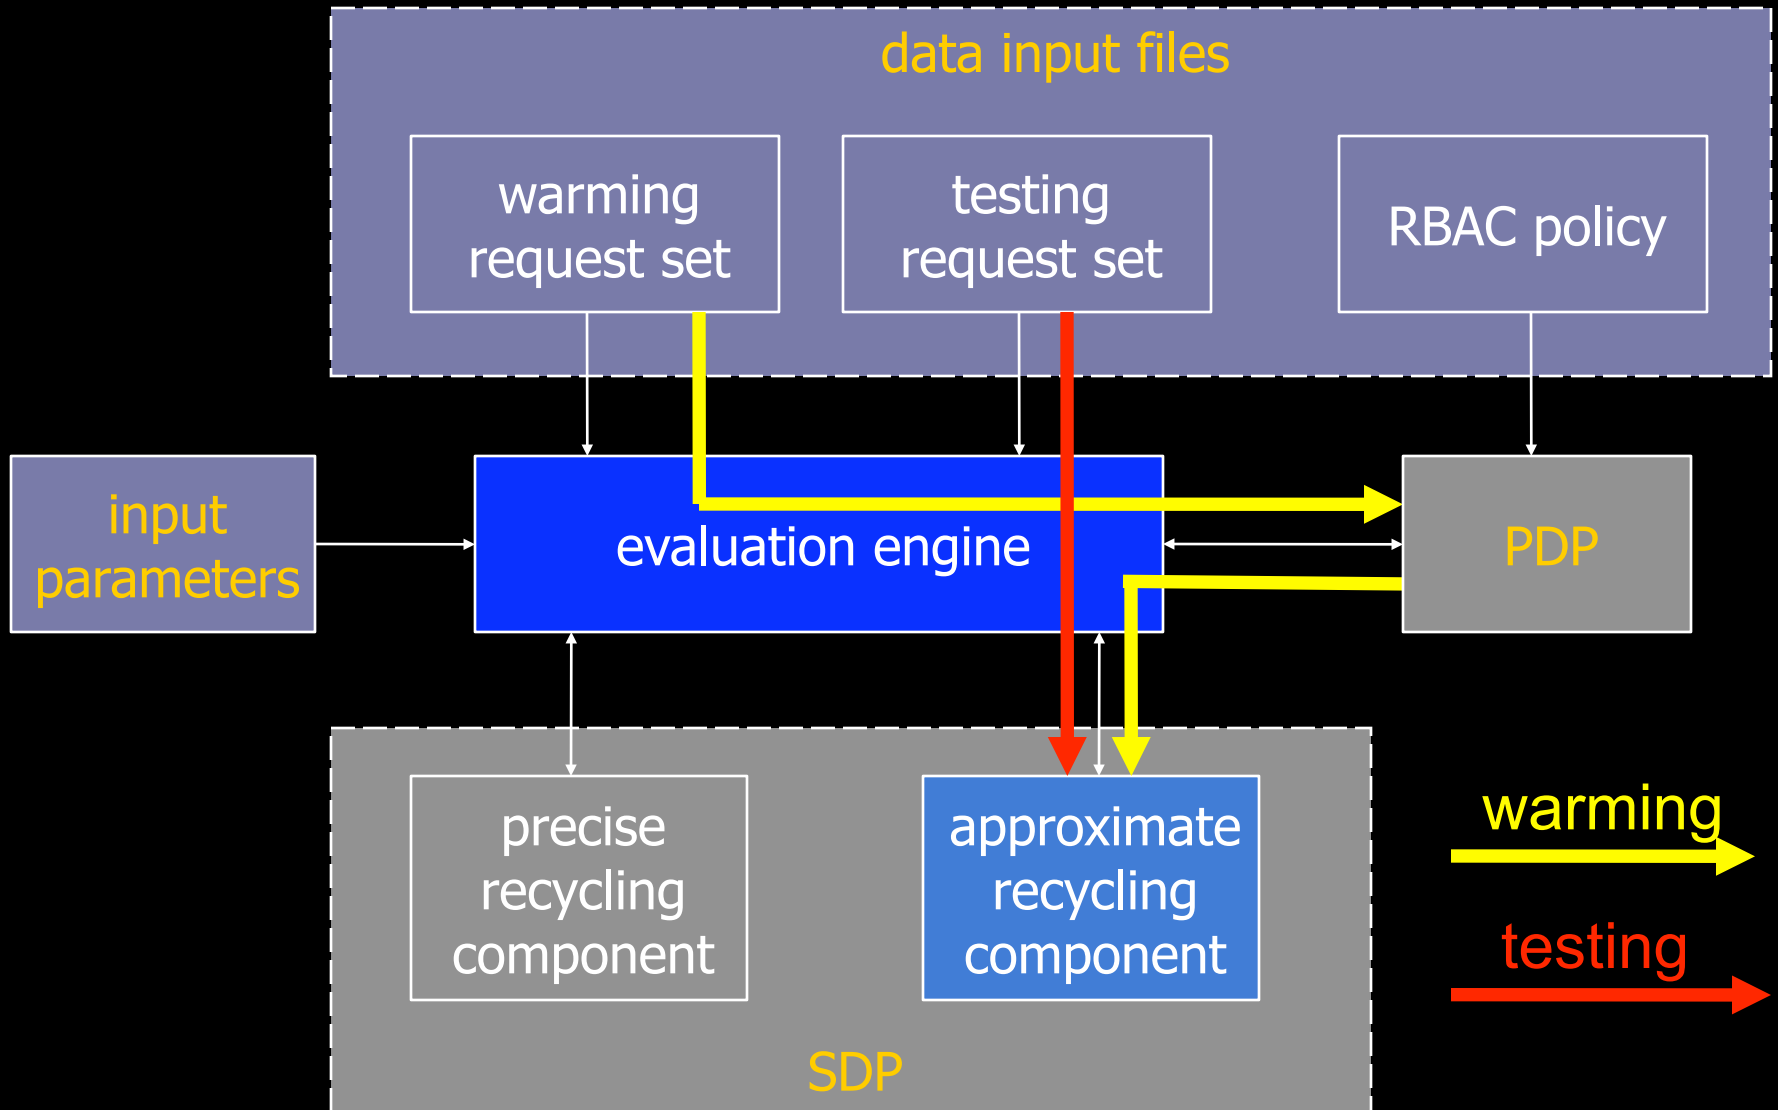 data input files
warming
request set
testing
request set
RBAC policy
input
parameters
evaluation engine
PDP
precise
recycling
component
approximate
recycling
component
warming
testing
SDP